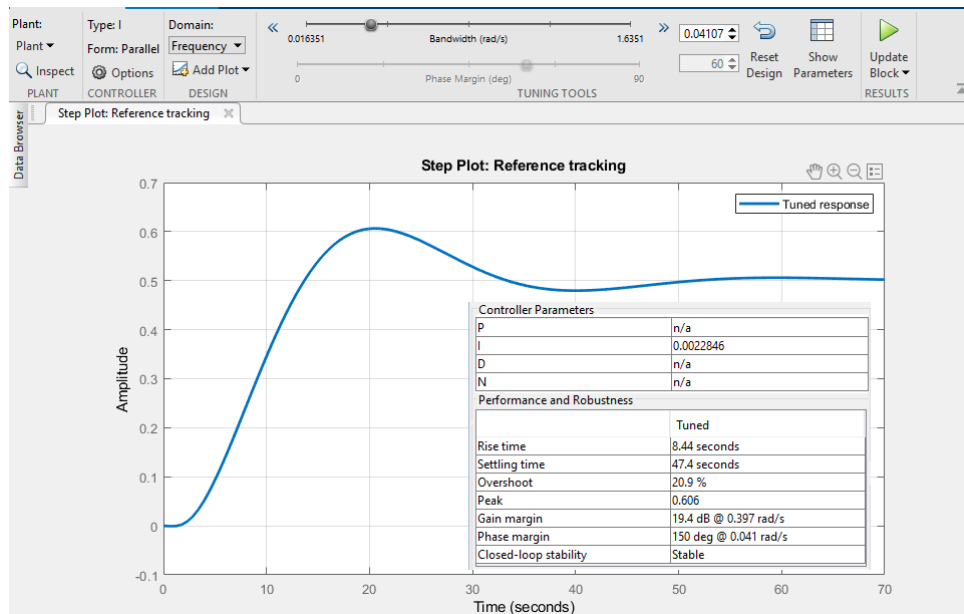 Plant:
Type: I
Domain:
Plant
Form: Parallel
Frequency
Inspect
Options
Add Plot
PLANT
CONTROLLER
DESIGN
0.016351
Bandwidth (rad/s)
1.6351
0.04107
0
Phase Margin (deg)
90
60
Reset
Design
Show
Parameters
Update
Block
TUNING TOOLS
RESULTS
Data Browser
Step Plot: Reference tracking
Step Plot: Reference tracking
Tuned response
Amplitude
0.7
0.6
0.5
0.4
0.3
0.2
0.1
0
-0.1
Controller Parameters
P n/a
I 0.0022846
D n/a
N n/a
Performance and Robustness
Tuned
Rise time 8.44 seconds
Settling time 47.4 seconds
Overshoot 20.9 %
Peak 0.606
Gain margin 19.4 dB @ 0.397 rad/s
Phase margin 150 deg @ 0.041 rad/s
Closed-loop stability Stable
0 10 20 30 40 50 60 70
Time (seconds)